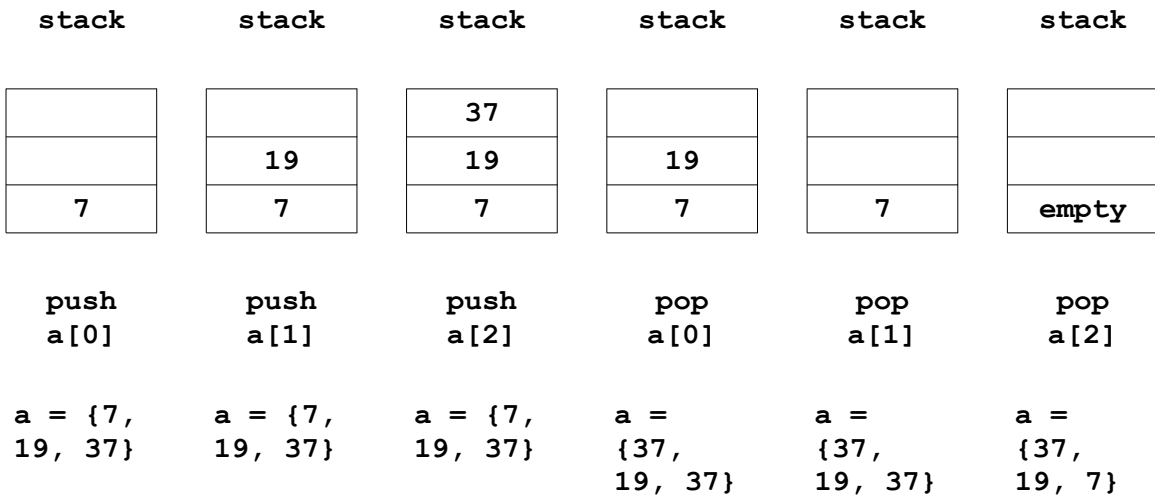 stack stack stack stack stack stack
37
19 19 19
7 7 7 7 7 empty
push push push pop pop pop
a[0] a[1] a[2] a[0] a[1] a[2]
a = {7, a = {7, a = {7, a = a = a =
19, 37} 19, 37} 19, 37} {37, {37, {37,
19, 37} 19, 37} 19, 7}